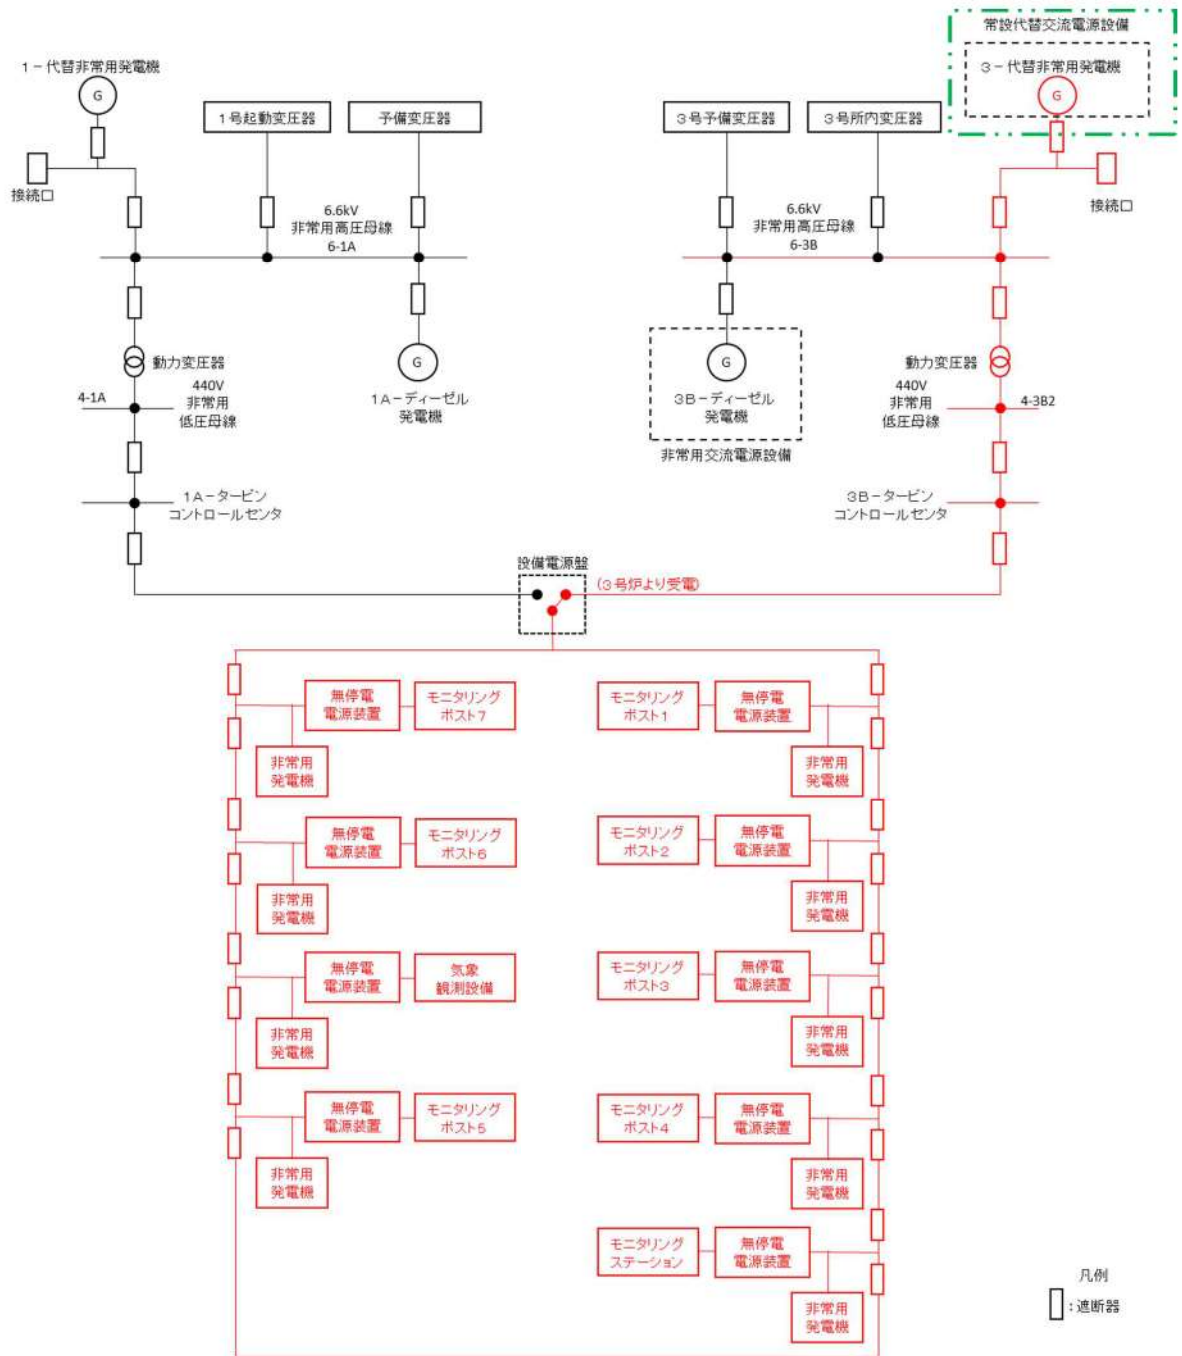 常設代替交流電源設備
1-代替非常用発電機
3-代替非常用発電機
G
G
1号起動変圧器
予備変圧器
3号予備変圧器
3号所内変圧器
接続口
接続口
6.6kV
非常用高圧母線
6-1A
6.6kV
非常用高圧母線
6-3B
動力変圧器
G
G
動力変圧器
1A-ディーゼル
発電機
3B-ディーゼル
発電機
4-1A
440V
非常用
低圧母線
440V
非常用
低圧母線
4-3B2
非常用交流電源設備
1A-タービン
コントロールセンタ
3B-タービン
コントロールセンタ
設備電源盤
(3号炉より受電)
無停電
電源装置
モニタリング
ポスト7
モニタリング
ポスト1
無停電
電源装置
非常用
発電機
非常用
発電機
無停電
電源装置
モニタリング
ポスト6
モニタリング
ポスト2
無停電
電源装置
非常用
発電機
非常用
発電機
無停電
電源装置
気象
観測設備
モニタリング
ポスト3
無停電
電源装置
非常用
発電機
非常用
発電機
無停電
電源装置
モニタリング
ポスト5
モニタリング
ポスト4
無停電
電源装置
非常用
発電機
非常用
発電機
モニタリング
ステーション
無停電
電源装置
非常用
発電機
凡例
:遮断器